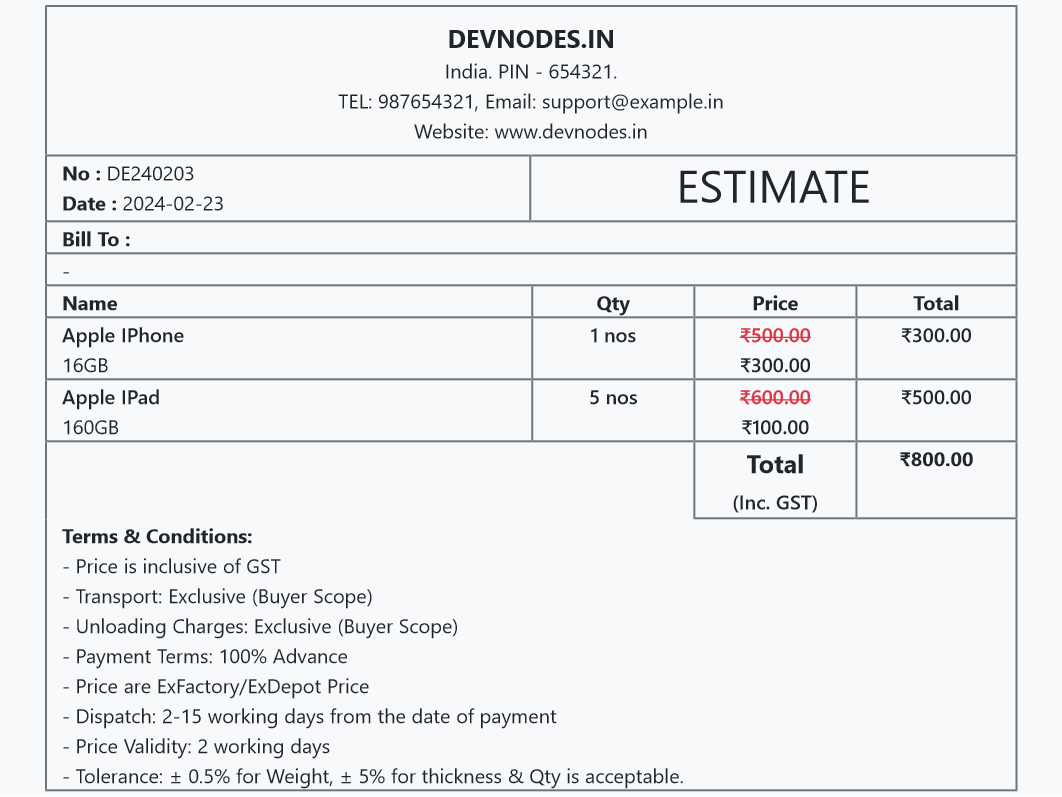 DEVNODES.IN
India. PIN - 654321.
TEL: 987654321, Email: support@example.in
Website: www.devnodes.in
No : DE240203
Date : 2024-02-23
ESTIMATE
Bill To :
-
Name Qty Price Total
Apple IPhone 1 nos ₹500.00 ₹300.00
16GB ₹300.00
Apple IPad 5 nos ₹600.00 ₹500.00
160GB ₹100.00
Total ₹800.00
(Inc. GST)
Terms & Conditions:
- Price is inclusive of GST
- Transport: Exclusive (Buyer Scope)
- Unloading Charges: Exclusive (Buyer Scope)
- Payment Terms: 100% Advance
- Price are ExFactory/ExDepot Price
- Dispatch: 2-15 working days from the date of payment
- Price Validity: 2 working days
- Tolerance: ± 0.5% for Weight, ± 5% for thickness & Qty is acceptable.